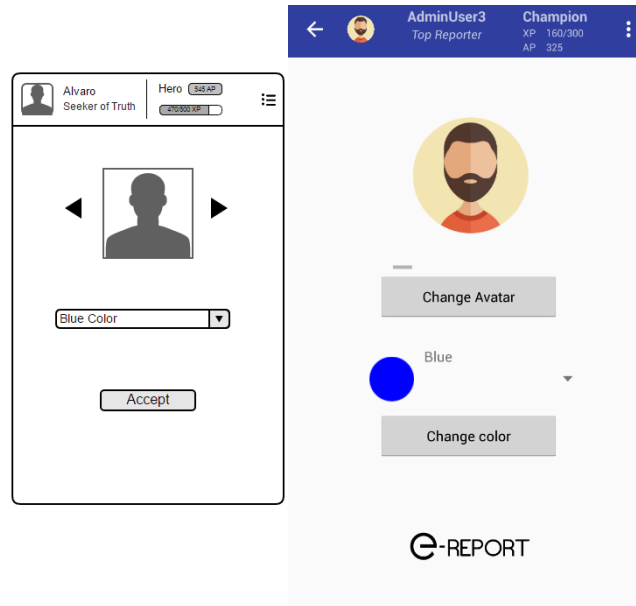 Alvaro
Seeker of Truth
Hero 545 AP
470/500 XP
Blue Color
Accept
AdminUser3
Top Reporter
Champion
XP 160/300
AP 325
Change Avatar
Blue
Change color
e-REPORT